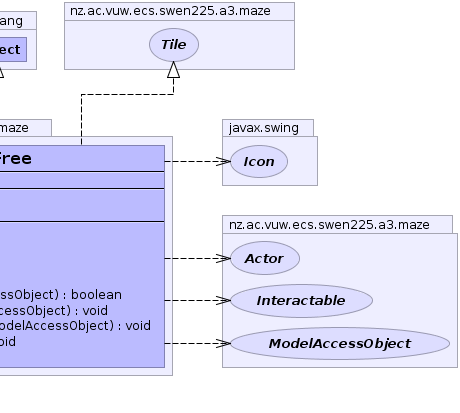 nz.ac.vuw.ecs.swen225.a3.maze
Tile
javax.swing
Icon
nz.ac.vuw.ecs.swen225.a3.maze
Actor
Interactable
ModelAccessObject
ang
ect
maze
Free
ssObject) : boolean
cessObject) : void
odelAccessObject) : void
oid